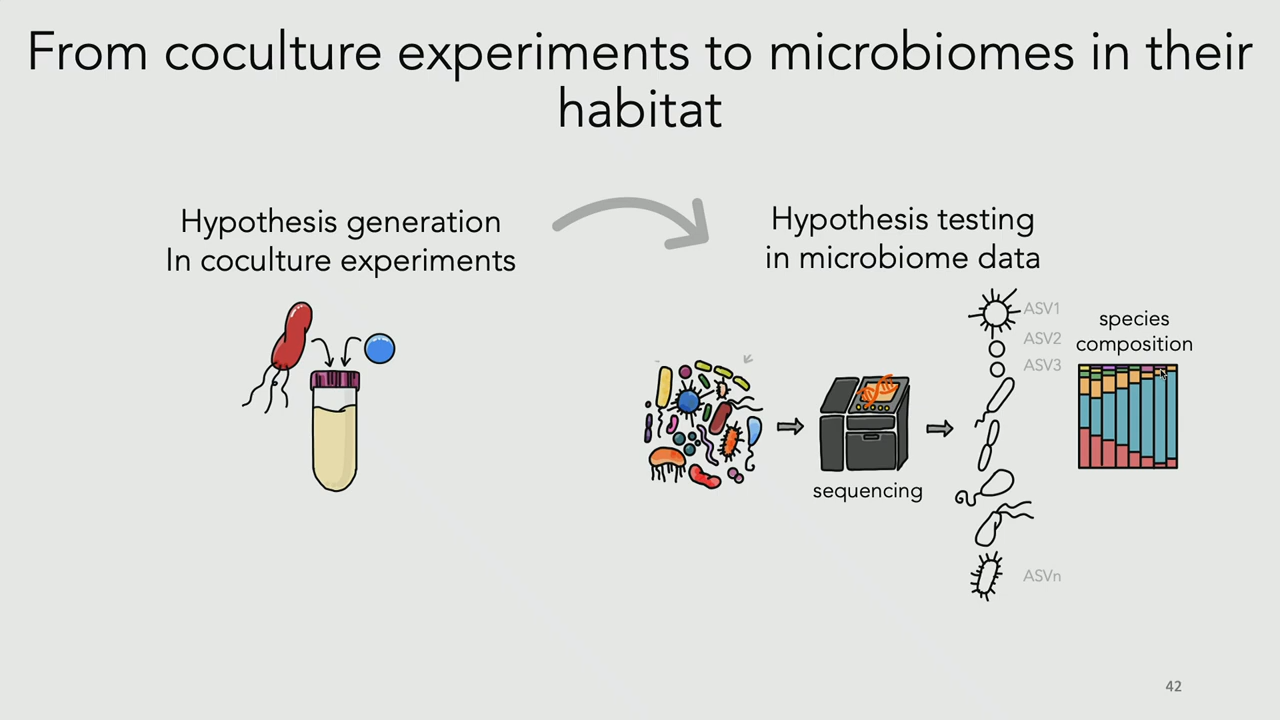 From coculture experiments to microbiomes in their
habitat
Hypothesis generation
In coculture experiments
Hypothesis testing
in microbiome data
ASV1
ASV2
ASV3
species
composition
sequencing
ASVn
42